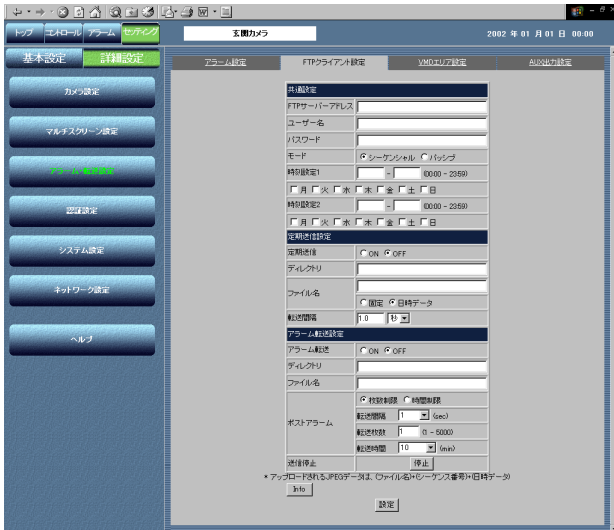 トップ コントロール アラーム セッティング
玄関カメラ
2002 年 01 月 01 日 00:00
基本設定 詳細設定
カメラ設定
マルチスクリーン設定
認証設定
システム設定
ネットワーク設定
ヘルプ
アラーム設定 FTPクライアント設定 VMDエリア設定 AUX出力設定
共通設定
FTPサーバーアドレス
ユーザー名
パスワード
モード シーケンシャル パッシブ
時刻設定1 - (00:00 - 23:59)
月 火 水 木 金 土 日
時刻設定2 - (00:00 - 23:59)
月 火 水 木 金 土 日
定期送信設定
定期送信 ON OFF
ディレクトリ
ファイル名
固定 日時データ
転送間隔 1.0 秒
アラーム転送設定
アラーム転送 ON OFF
ディレクトリ
ファイル名
ポストアラーム
枚数制限 時間制限
転送間隔 1 (sec)
転送枚数 1 (1 - 5000)
転送時間 10 (min)
送信停止 停止
* アップロードされるJPEGデータは、(ファイル名)+(シーケンス番号)+(日時データ)
Info
設定